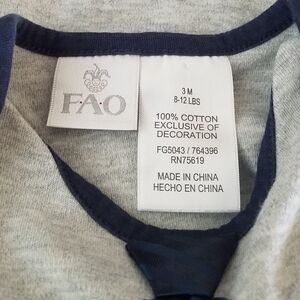 FAO
3 M
8-12 LBS
100% COTTON
EXCLUSIVE OF
DECORATION
FG5043 / 764396
RN75619
MADE IN CHINA
HECHO EN CHINA